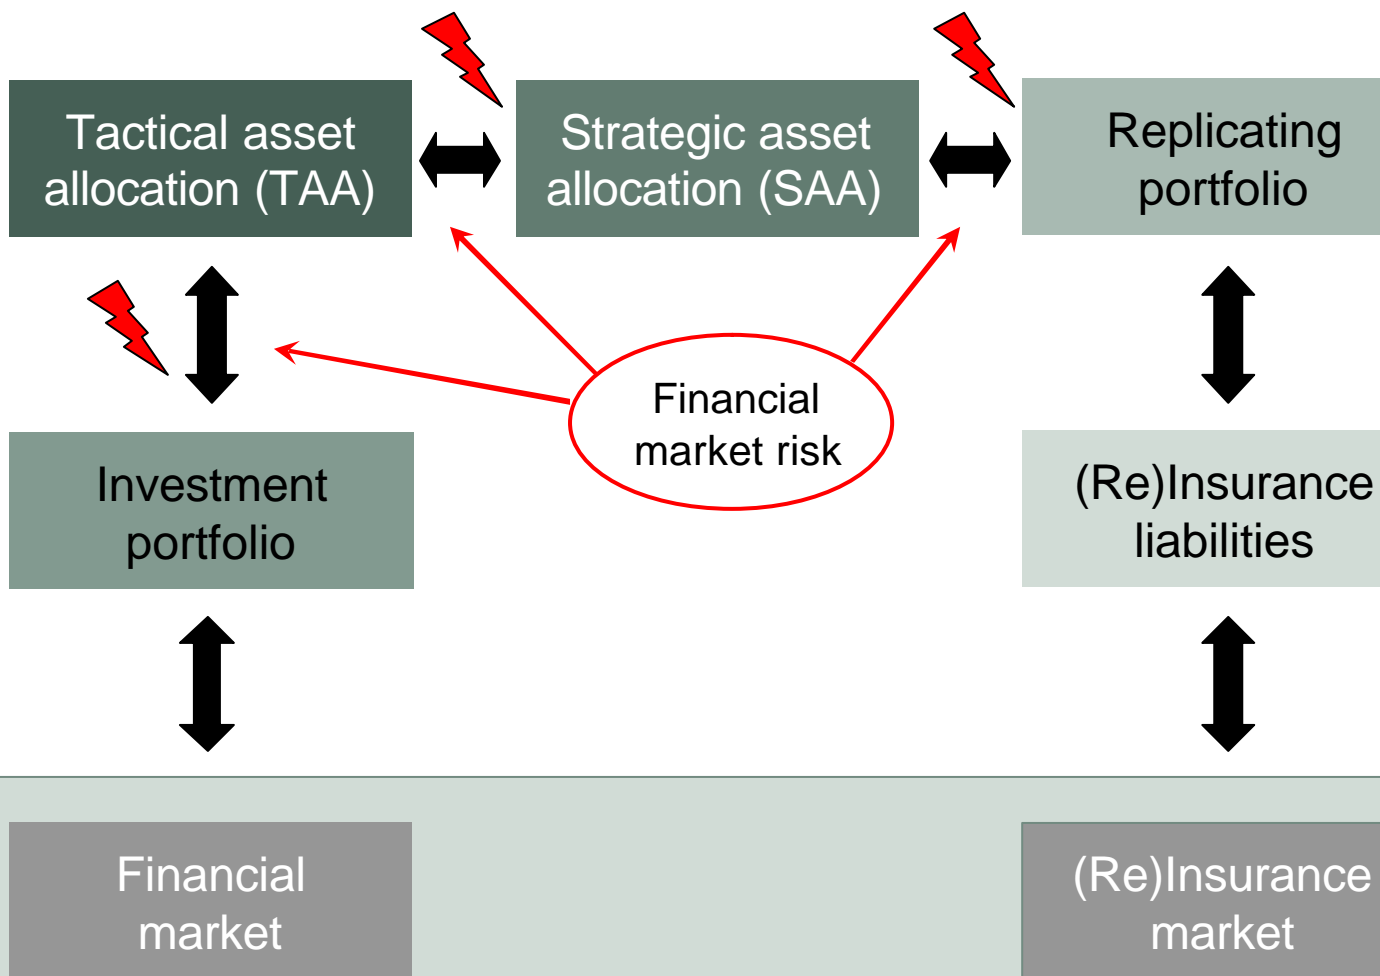 Tactical asset
allocation (TAA)
Strategic asset
allocation (SAA)
Replicating
portfolio
Financial
market risk
Investment
portfolio
(Re)Insurance
liabilities
Financial
market
(Re)Insurance
market